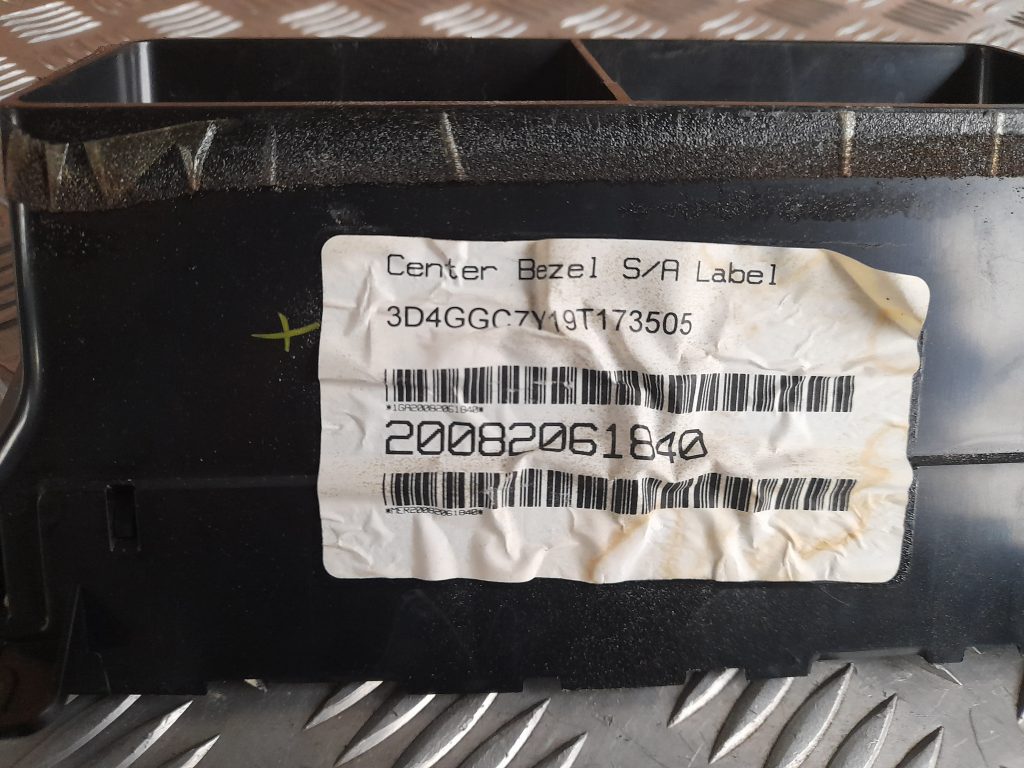 Center Bezel S/A Label
3D4GGC7Y19T173505
*1GA20082061840*
20082061840
*MER20082061840*